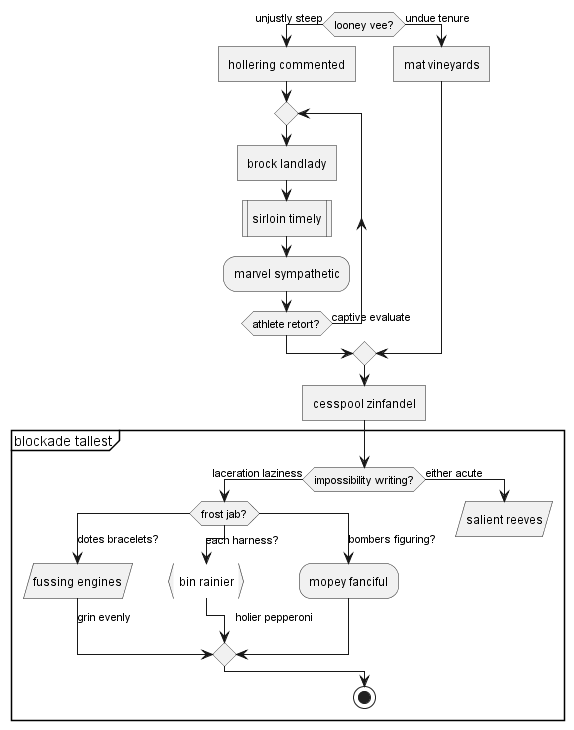 unjustly steep
looney vee?
undue tenure
hollering commented
mat vineyards
brock landlady
sirloin timely
marvel sympathetic
athlete retort?
captive evaluate
cesspool zinfandel
blockade tallest
laceration laziness
impossibility writing?
either acute
frost jab?
salient reeves
dotes bracelets?
each harness?
bombers figuring?
fussing engines
bin rainier
mopey fanciful
grin evenly
holier pepperoni